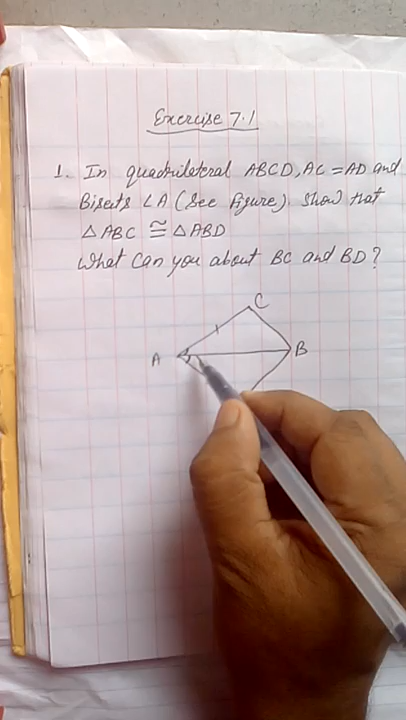 Exercise 7.1
1. In quadrilateral ABCD, AC = AD and
Bisects ∠A (See figure). Show that
△ABC ≅ △ABD
What Can you about BC and BD?
C
A
B